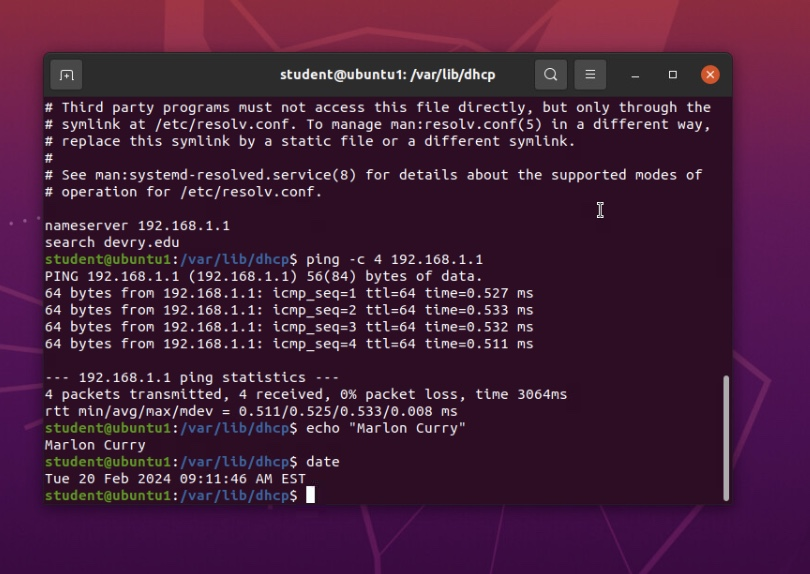 student@ubuntu1: /var/lib/dhcp
# Third party programs must not access this file directly, but only through the
# symlink at /etc/resolv.conf. To manage man:resolv.conf(5) in a different way,
# replace this symlink by a static file or a different symlink.
#
# See man:systemd-resolved.service(8) for details about the supported modes of
# operation for /etc/resolv.conf.

nameserver 192.168.1.1
search devry.edu
student@ubuntu1:/var/lib/dhcp$ ping -c 4 192.168.1.1
PING 192.168.1.1 (192.168.1.1) 56(84) bytes of data.
64 bytes from 192.168.1.1: icmp_seq=1 ttl=64 time=0.527 ms
64 bytes from 192.168.1.1: icmp_seq=2 ttl=64 time=0.533 ms
64 bytes from 192.168.1.1: icmp_seq=3 ttl=64 time=0.532 ms
64 bytes from 192.168.1.1: icmp_seq=4 ttl=64 time=0.511 ms

--- 192.168.1.1 ping statistics ---
4 packets transmitted, 4 received, 0% packet loss, time 3064ms
rtt min/avg/max/mdev = 0.511/0.525/0.533/0.008 ms
student@ubuntu1:/var/lib/dhcp$ echo "Marlon Curry"
Marlon Curry
student@ubuntu1:/var/lib/dhcp$ date
Tue 20 Feb 2024 09:11:46 AM EST
student@ubuntu1:/var/lib/dhcp$